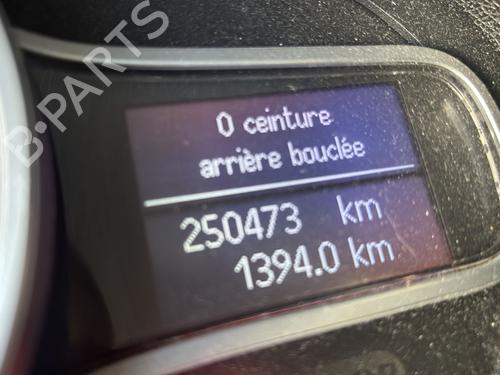 B-PARTS
0 ceinture
arrière bouclée
250473 km
1394.0 km